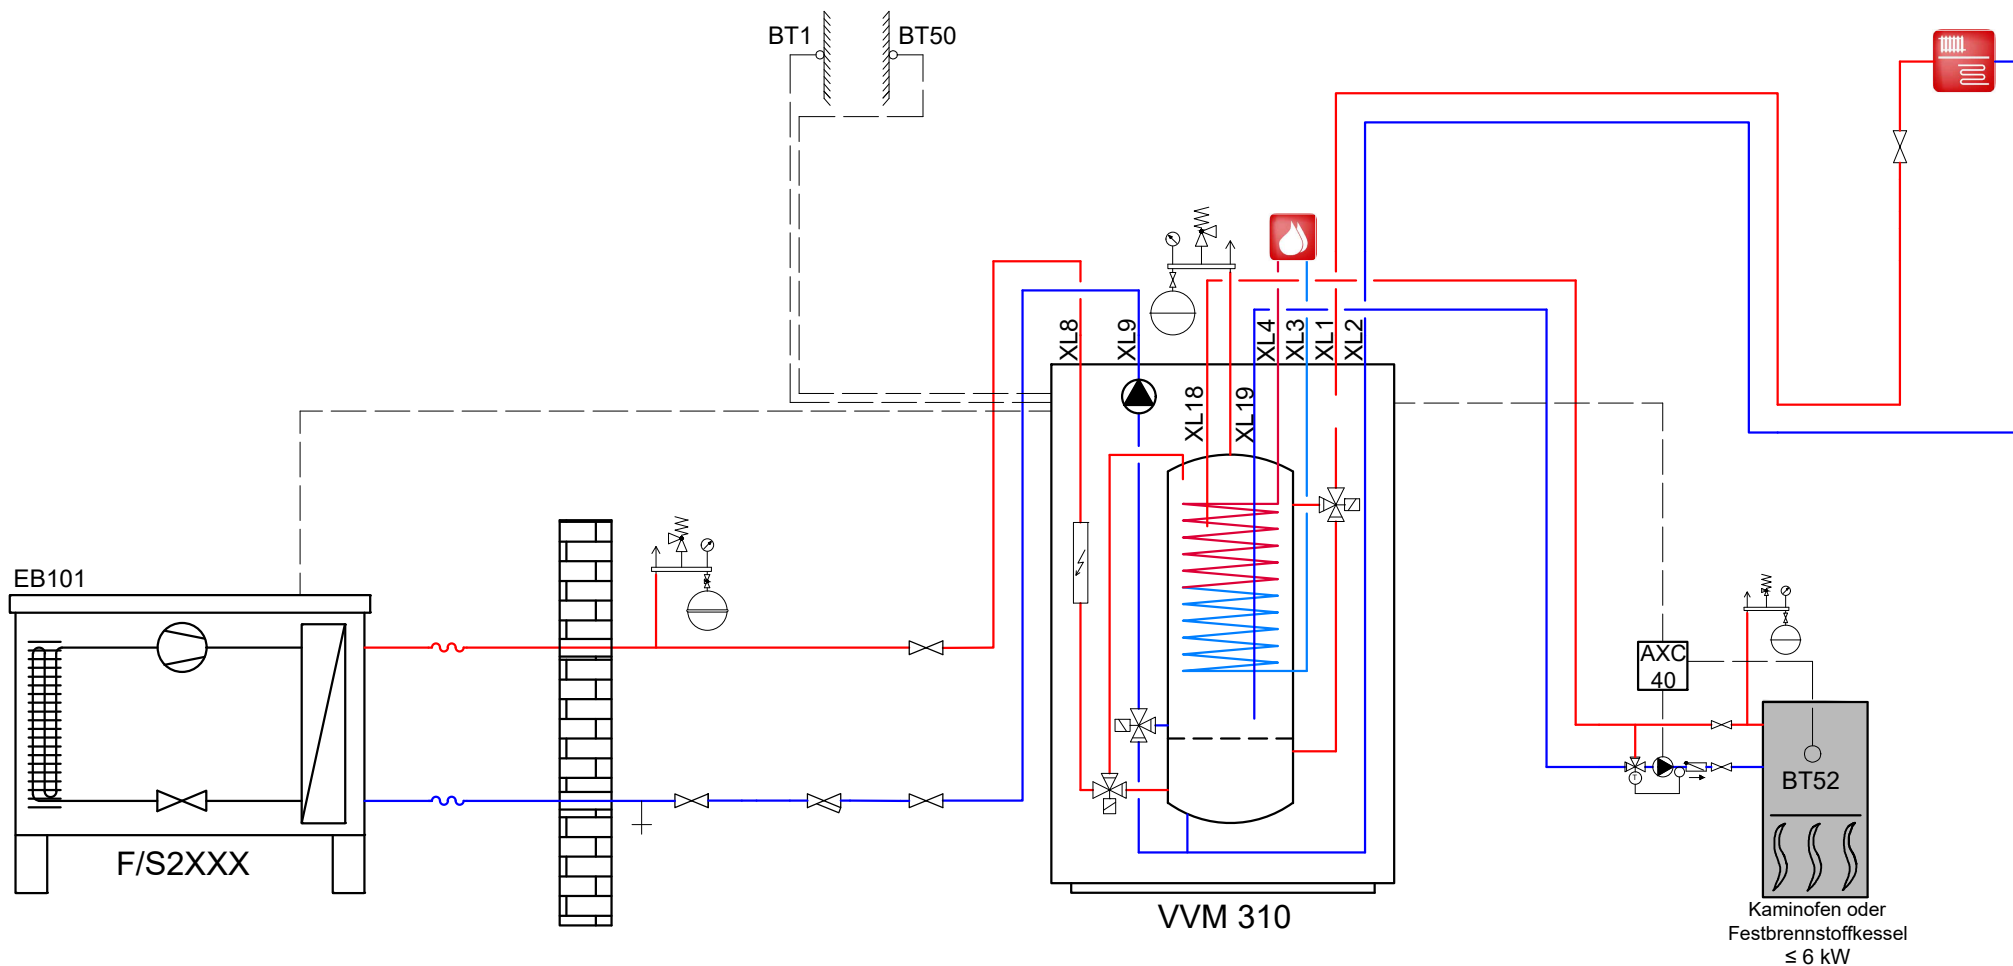 BT1
BT50
XL8
XL9
XL4
XL3
XL1
XL2
XL18
XL19
EB101
AXC
40
T
BT52
F/S2XXX
VVM 310
Kaminofen oder
Festbrennstoffkessel
≤ 6 kW